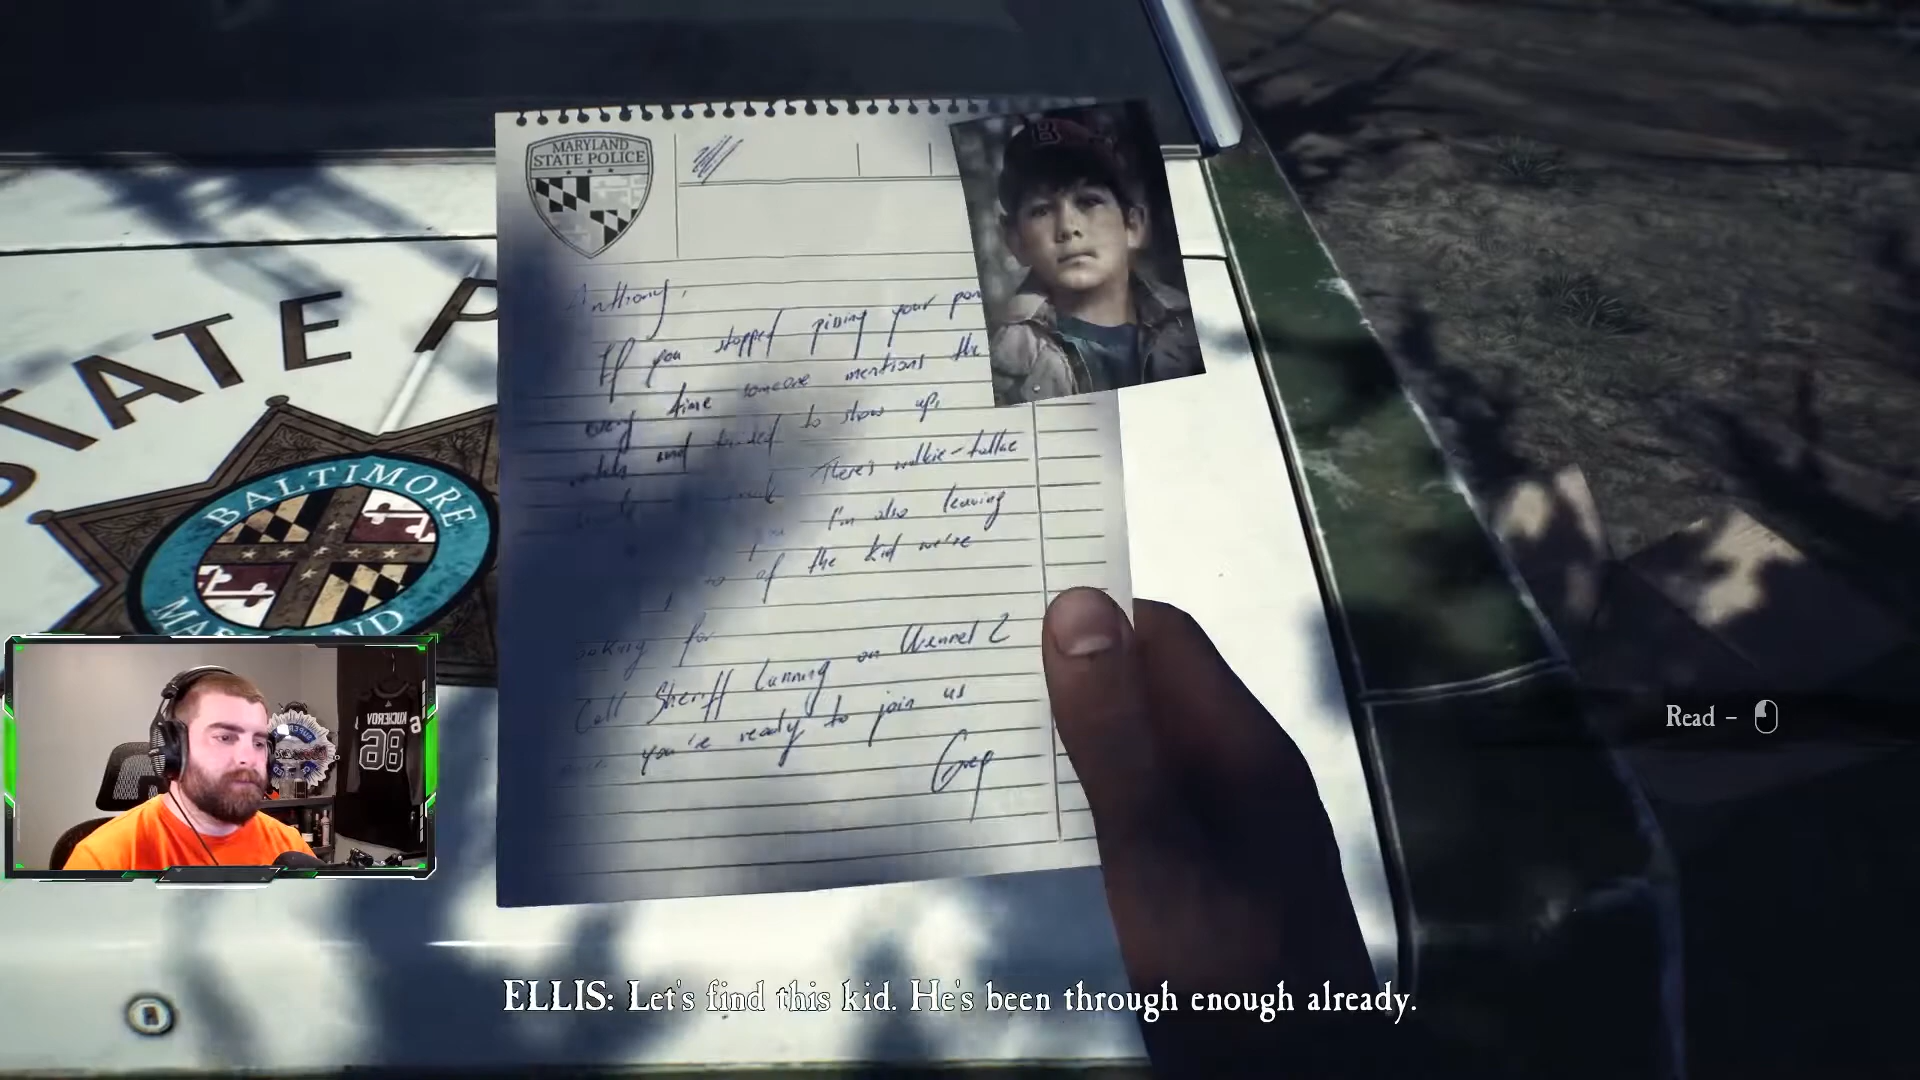 MARYLAND
STATE POLICE
Anthony,
If you stopped pissing your
every time someone mentions the
and decided to show up,
There's walkie-talkie
I'm also leaving
of the kid we're
for
Call Sheriff Lanning on Channel 2
you're ready to join us
Greg
STATE P
BALTIMORE
MARYLAND
KUCHEROV
86
Read -
ELLIS: Let's find this kid. He's been through enough already.